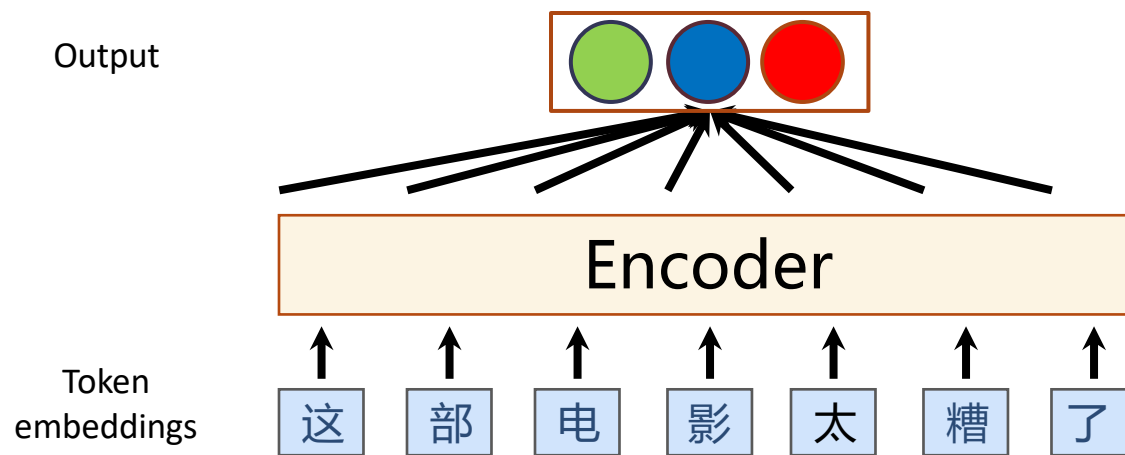 Output
Encoder
Token
embeddings
这 部 电 影 太 糟 了